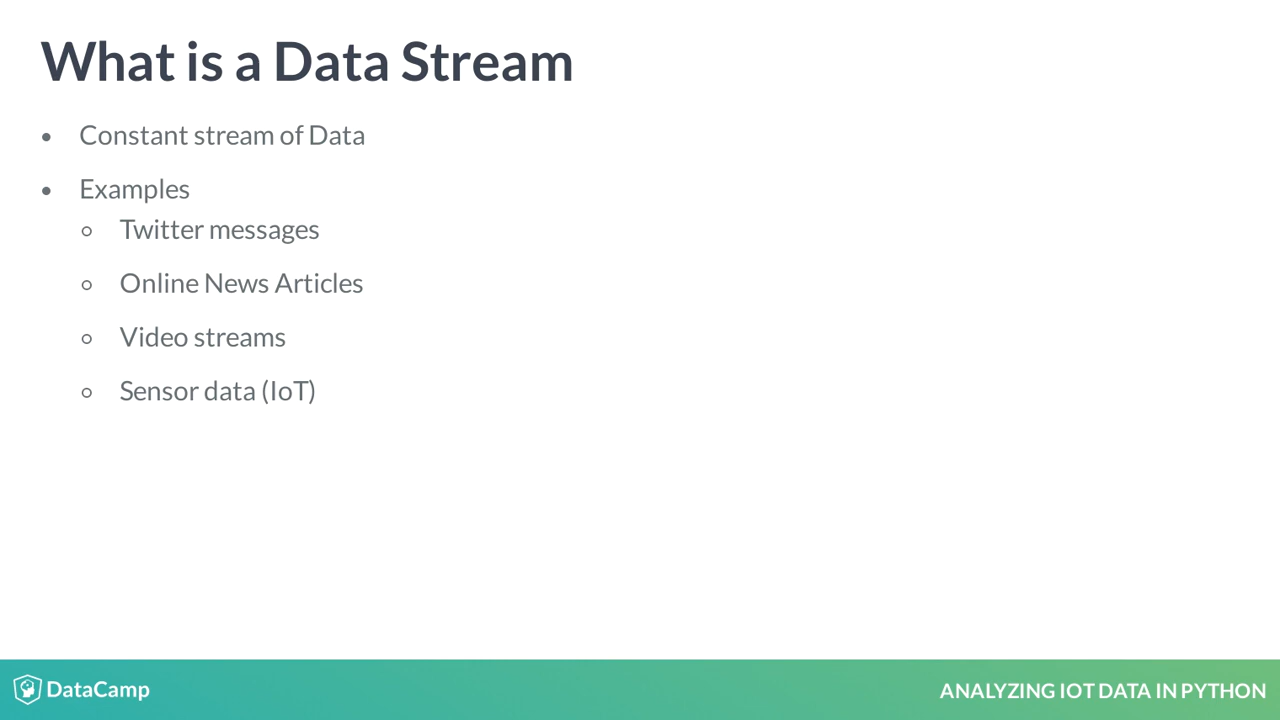 What is a Data Stream
• Constant stream of Data
• Examples
◦ Twitter messages
◦ Online News Articles
◦ Video streams
◦ Sensor data (IoT)
DataCamp
ANALYZING IOT DATA IN PYTHON